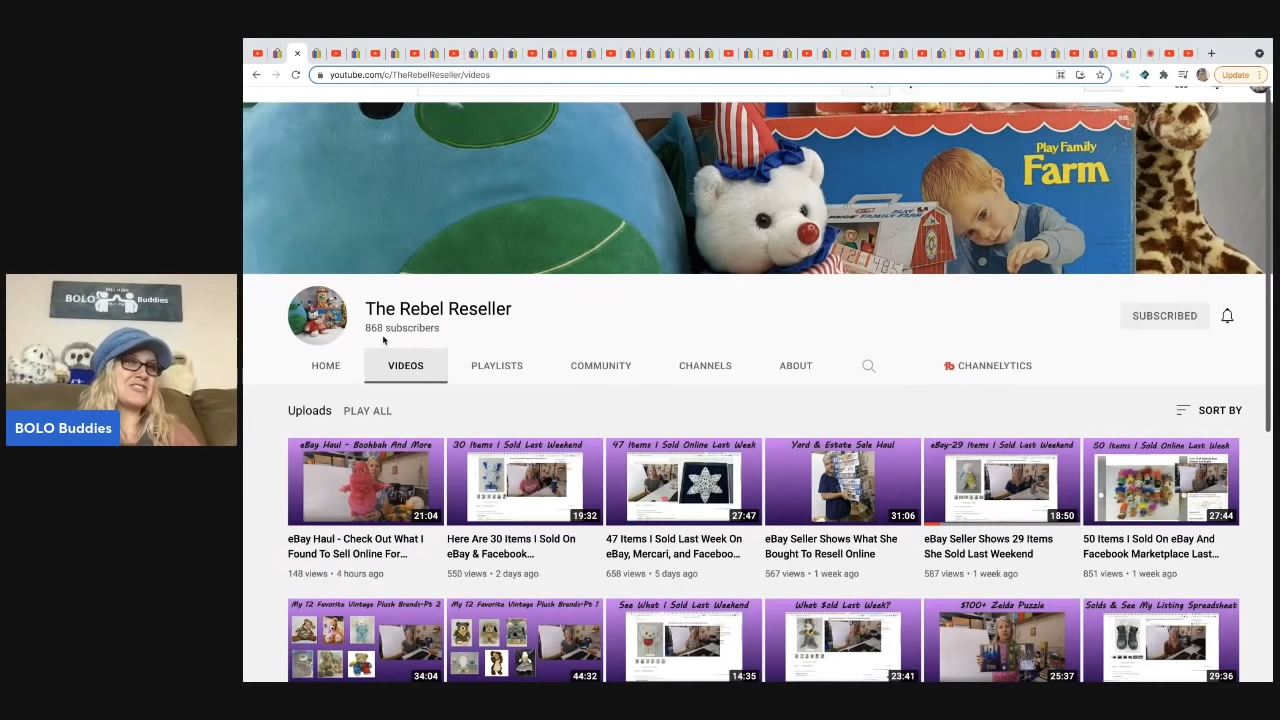 Update
youtube.com/c/TheRebelReseller/videos
Play Family
Farm
BOLO
Buddies
BOLO Buddies
The Rebel Reseller
868 subscribers
SUBSCRIBED
HOME
VIDEOS
PLAYLISTS
COMMUNITY
CHANNELS
ABOUT
CHANNELYTICS
Uploads
PLAY ALL
SORT BY
eBay Haul - Boohbah And More
21:04
eBay Haul - Check Out What I
Found To Sell Online For...
148 views • 4 hours ago
30 Items I Sold Last Weekend
19:32
Here Are 30 Items I Sold On
eBay & Facebook...
550 views • 2 days ago
47 Items I Sold Online Last Week
27:47
47 Items I Sold Last Week On
eBay, Mercari, and Faceboo...
658 views • 5 days ago
Yard & Estate Sale Haul
31:06
eBay Seller Shows What She
Bought To Resell Online
567 views • 1 week ago
eBay-29 Items I Sold Last Weekend
18:50
eBay Seller Shows 29 Items
She Sold Last Weekend
587 views • 1 week ago
50 Items I Sold Online Last Week
27:44
50 Items I Sold On eBay And
Facebook Marketplace Last...
851 views • 1 week ago
My 12 Favorite Vintage Plush Brands-Pt 2
34:04
My 12 Favorite Vintage Plush Brands-Pt 1
44:32
See What I Sold Last Weekend
14:35
What $old Last Week?
23:41
$100+ Zelda Puzzle
25:37
Solds & See My Listing Spreadsheet
29:36